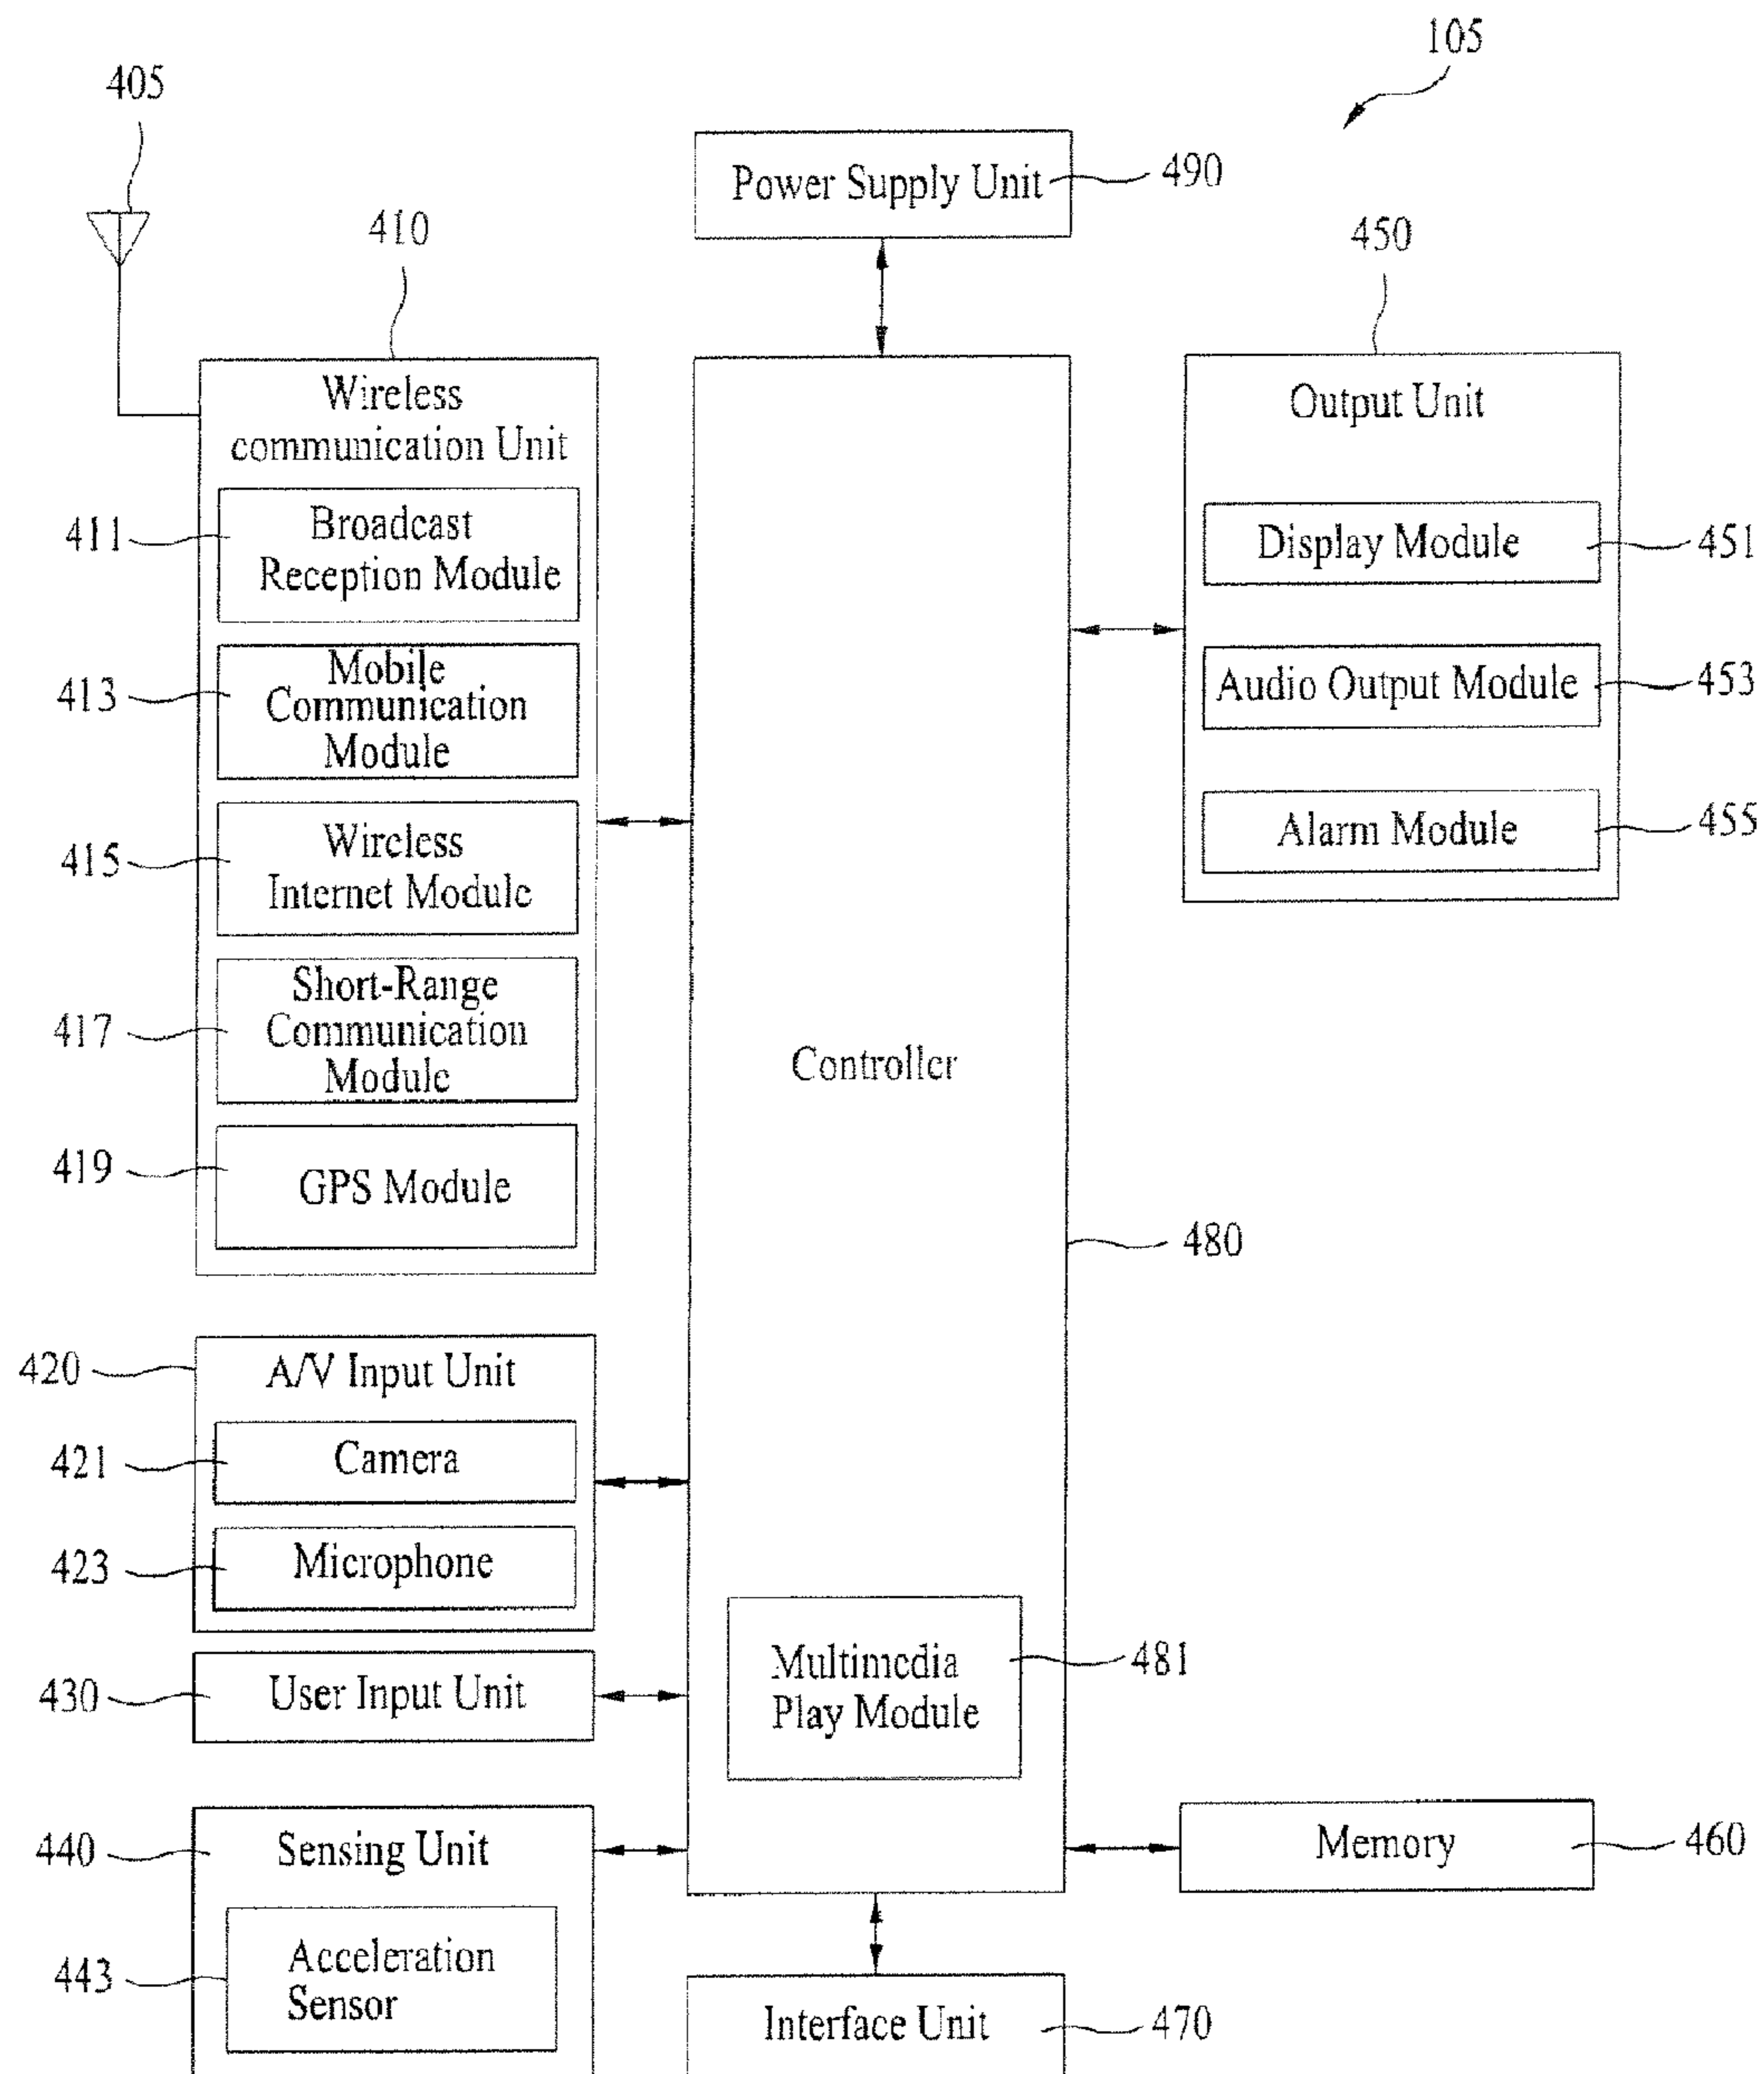 105
405
Power Supply Unit
490
410
450
Wireless
communication Unit
Output Unit
411
Broadcast
Reception Module
Display Module
451
413
Mobile
Communication
Module
Audio Output Module
453
415
Wireless
Internet Module
Alarm Module
455
417
Short-Range
Communication
Module
Controller
419
GPS Module
480
420
A/V Input Unit
421
Camera
423
Microphone
Multimedia
Play Module
481
430
User Input Unit
440
Sensing Unit
Memory
460
443
Acceleration
Sensor
Interface Unit
470